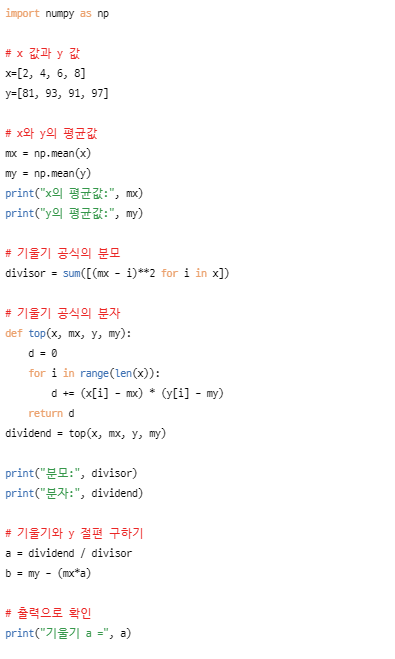 import numpy as np
# x 값과 y 값
x=[2, 4, 6, 8]
y=[81, 93, 91, 97]
# x와 y의 평균값
mx = np.mean(x)
my = np.mean(y)
print("x의 평균값:", mx)
print("y의 평균값:", my)
# 기울기 공식의 분모
divisor = sum([(mx - i)**2 for i in x])
# 기울기 공식의 분자
def top(x, mx, y, my):
    d = 0
    for i in range(len(x)):
        d += (x[i] - mx) * (y[i] - my)
    return d
dividend = top(x, mx, y, my)
print("분모:", divisor)
print("분자:", dividend)
# 기울기와 y 절편 구하기
a = dividend / divisor
b = my - (mx*a)
# 출력으로 확인
print("기울기 a =", a)